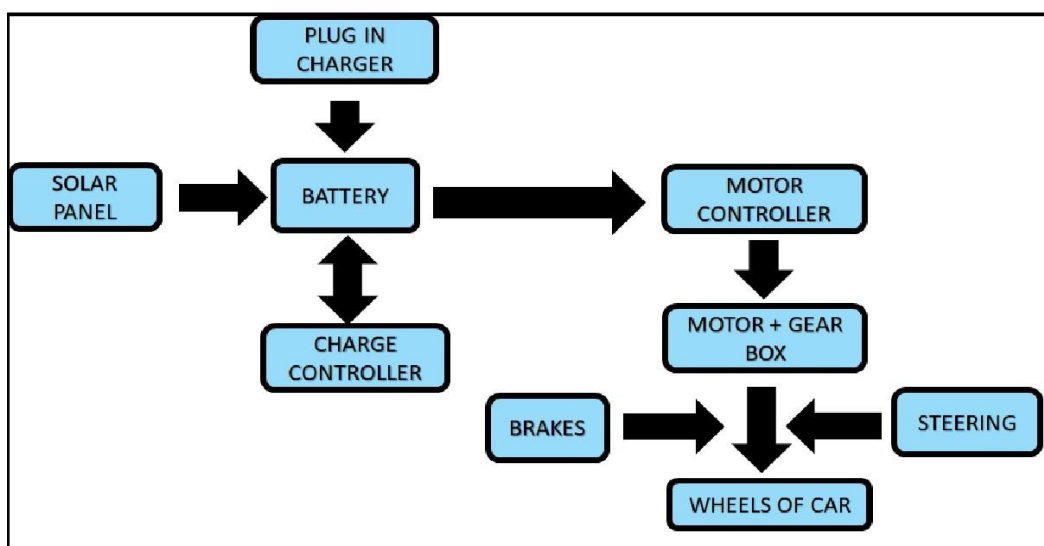 PLUG IN
CHARGER
SOLAR
PANEL
BATTERY
MOTOR
CONTROLLER
CHARGE
CONTROLLER
MOTOR + GEAR
BOX
BRAKES
STEERING
WHEELS OF CAR